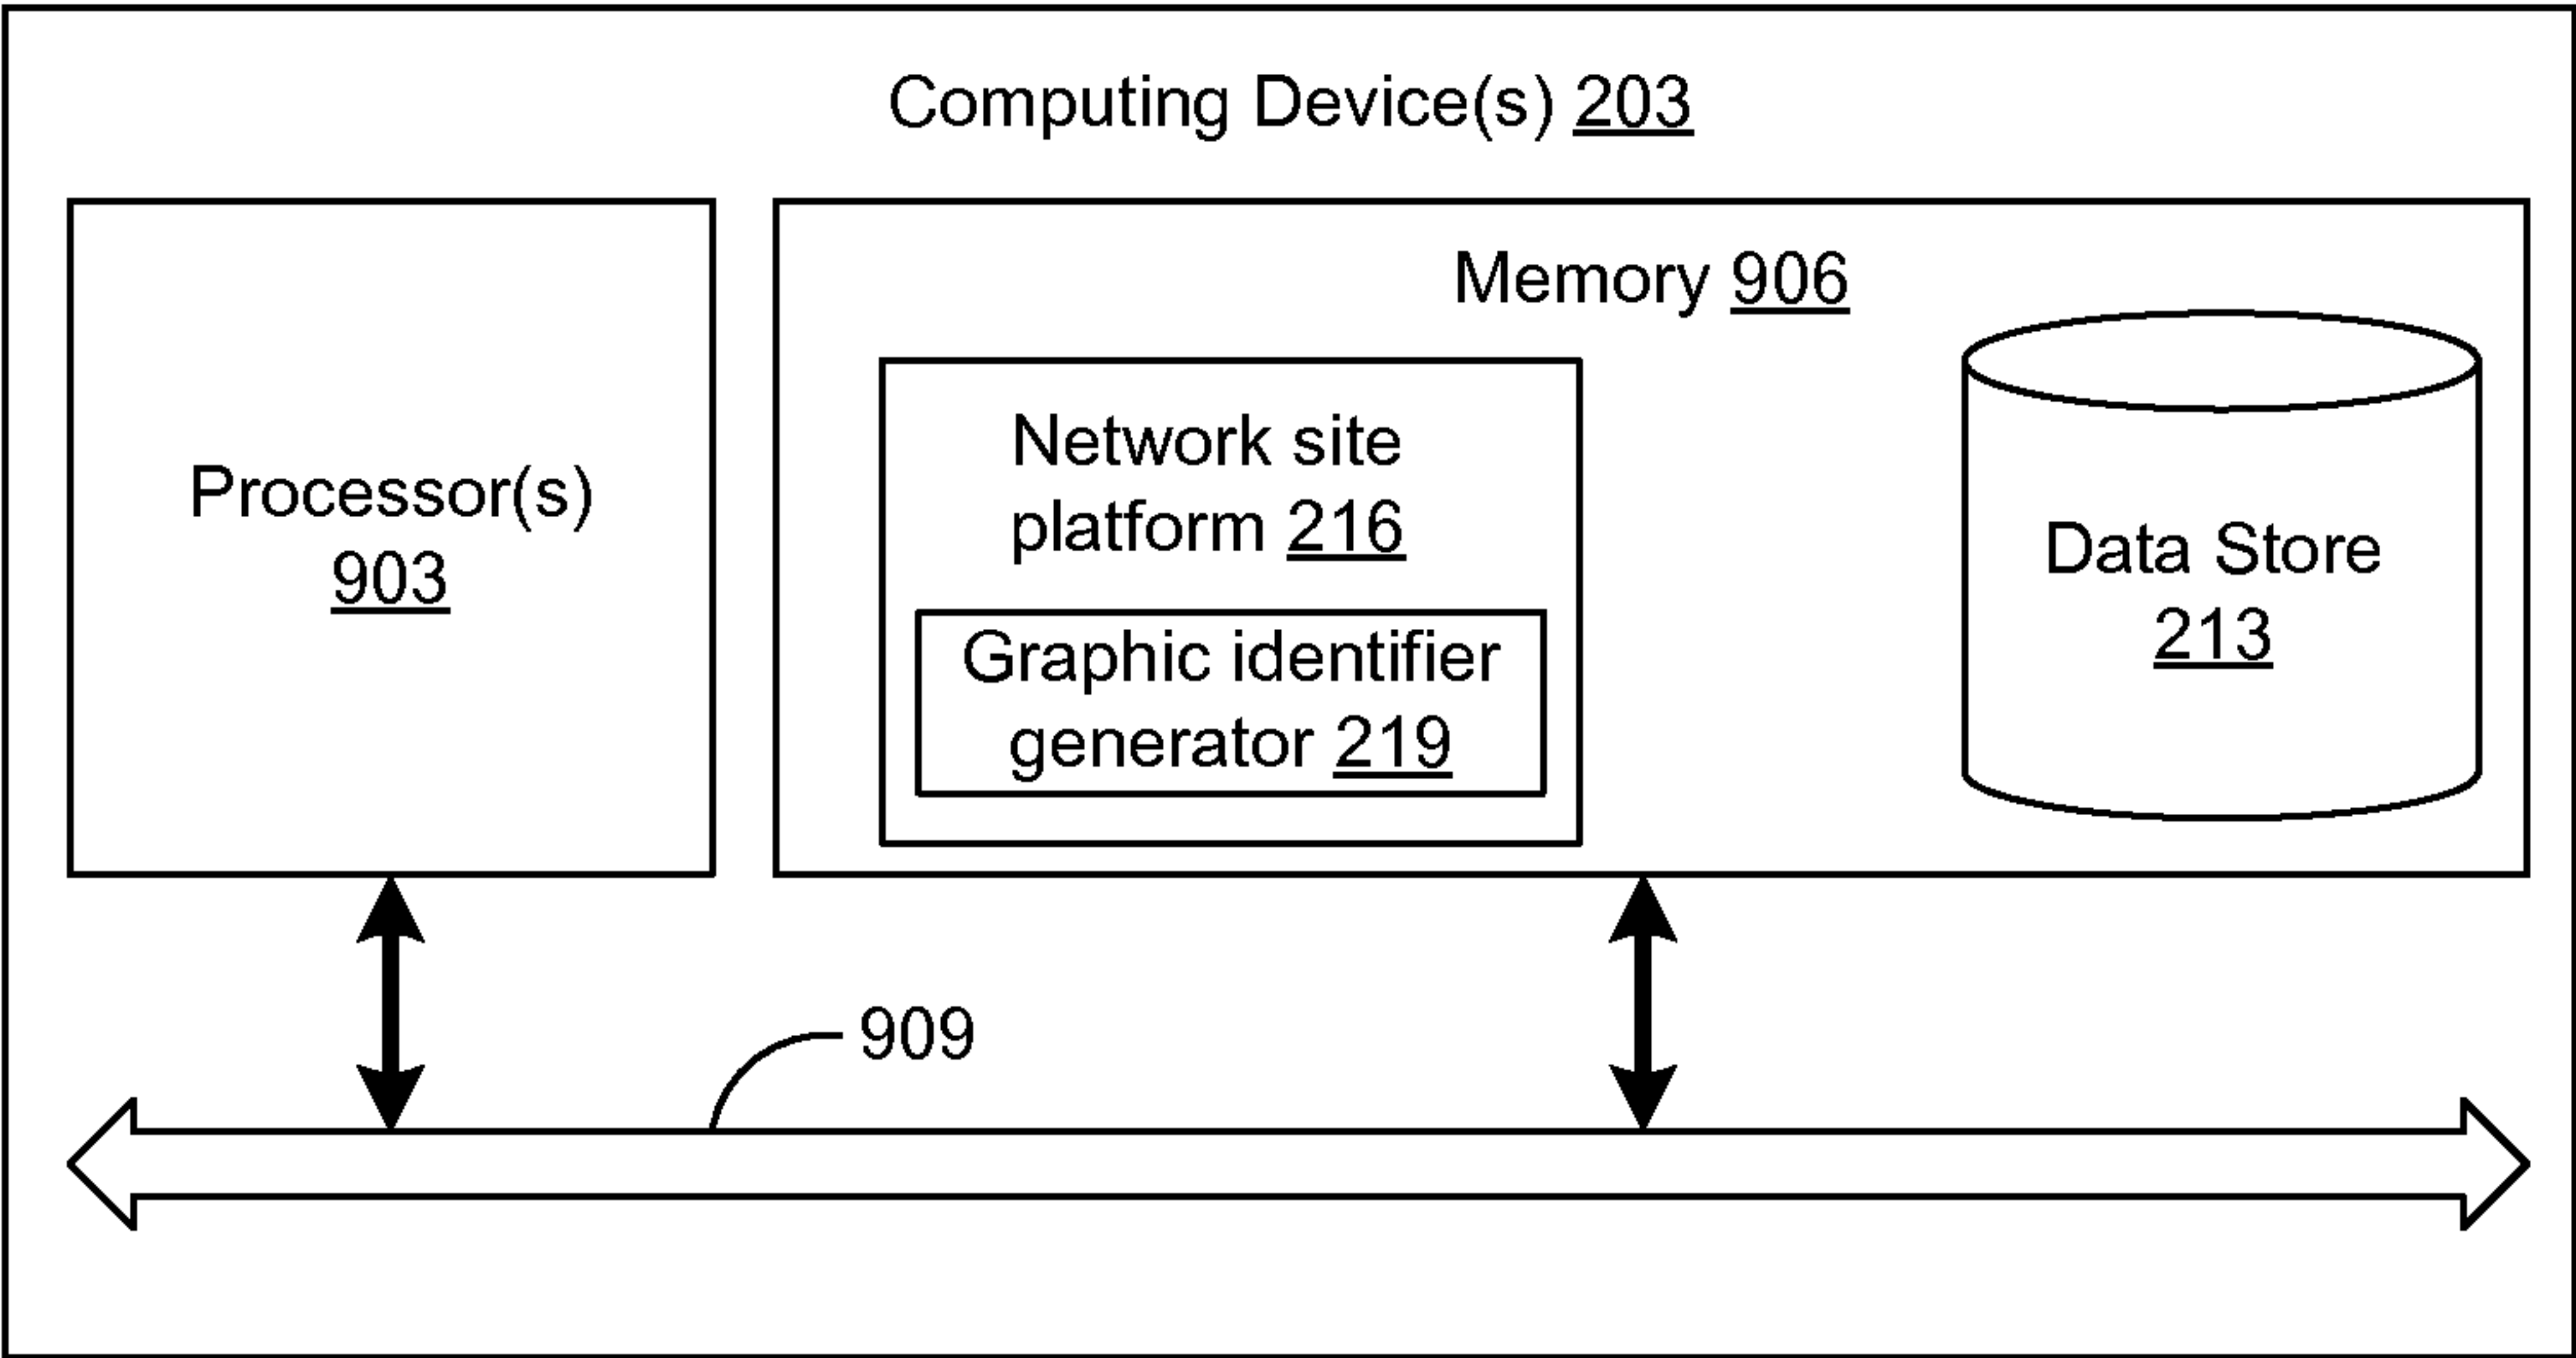 Computing Device(s) 203
Processor(s)
903
Memory 906
Network site
platform 216
Graphic identifier
generator 219
Data Store
213
909